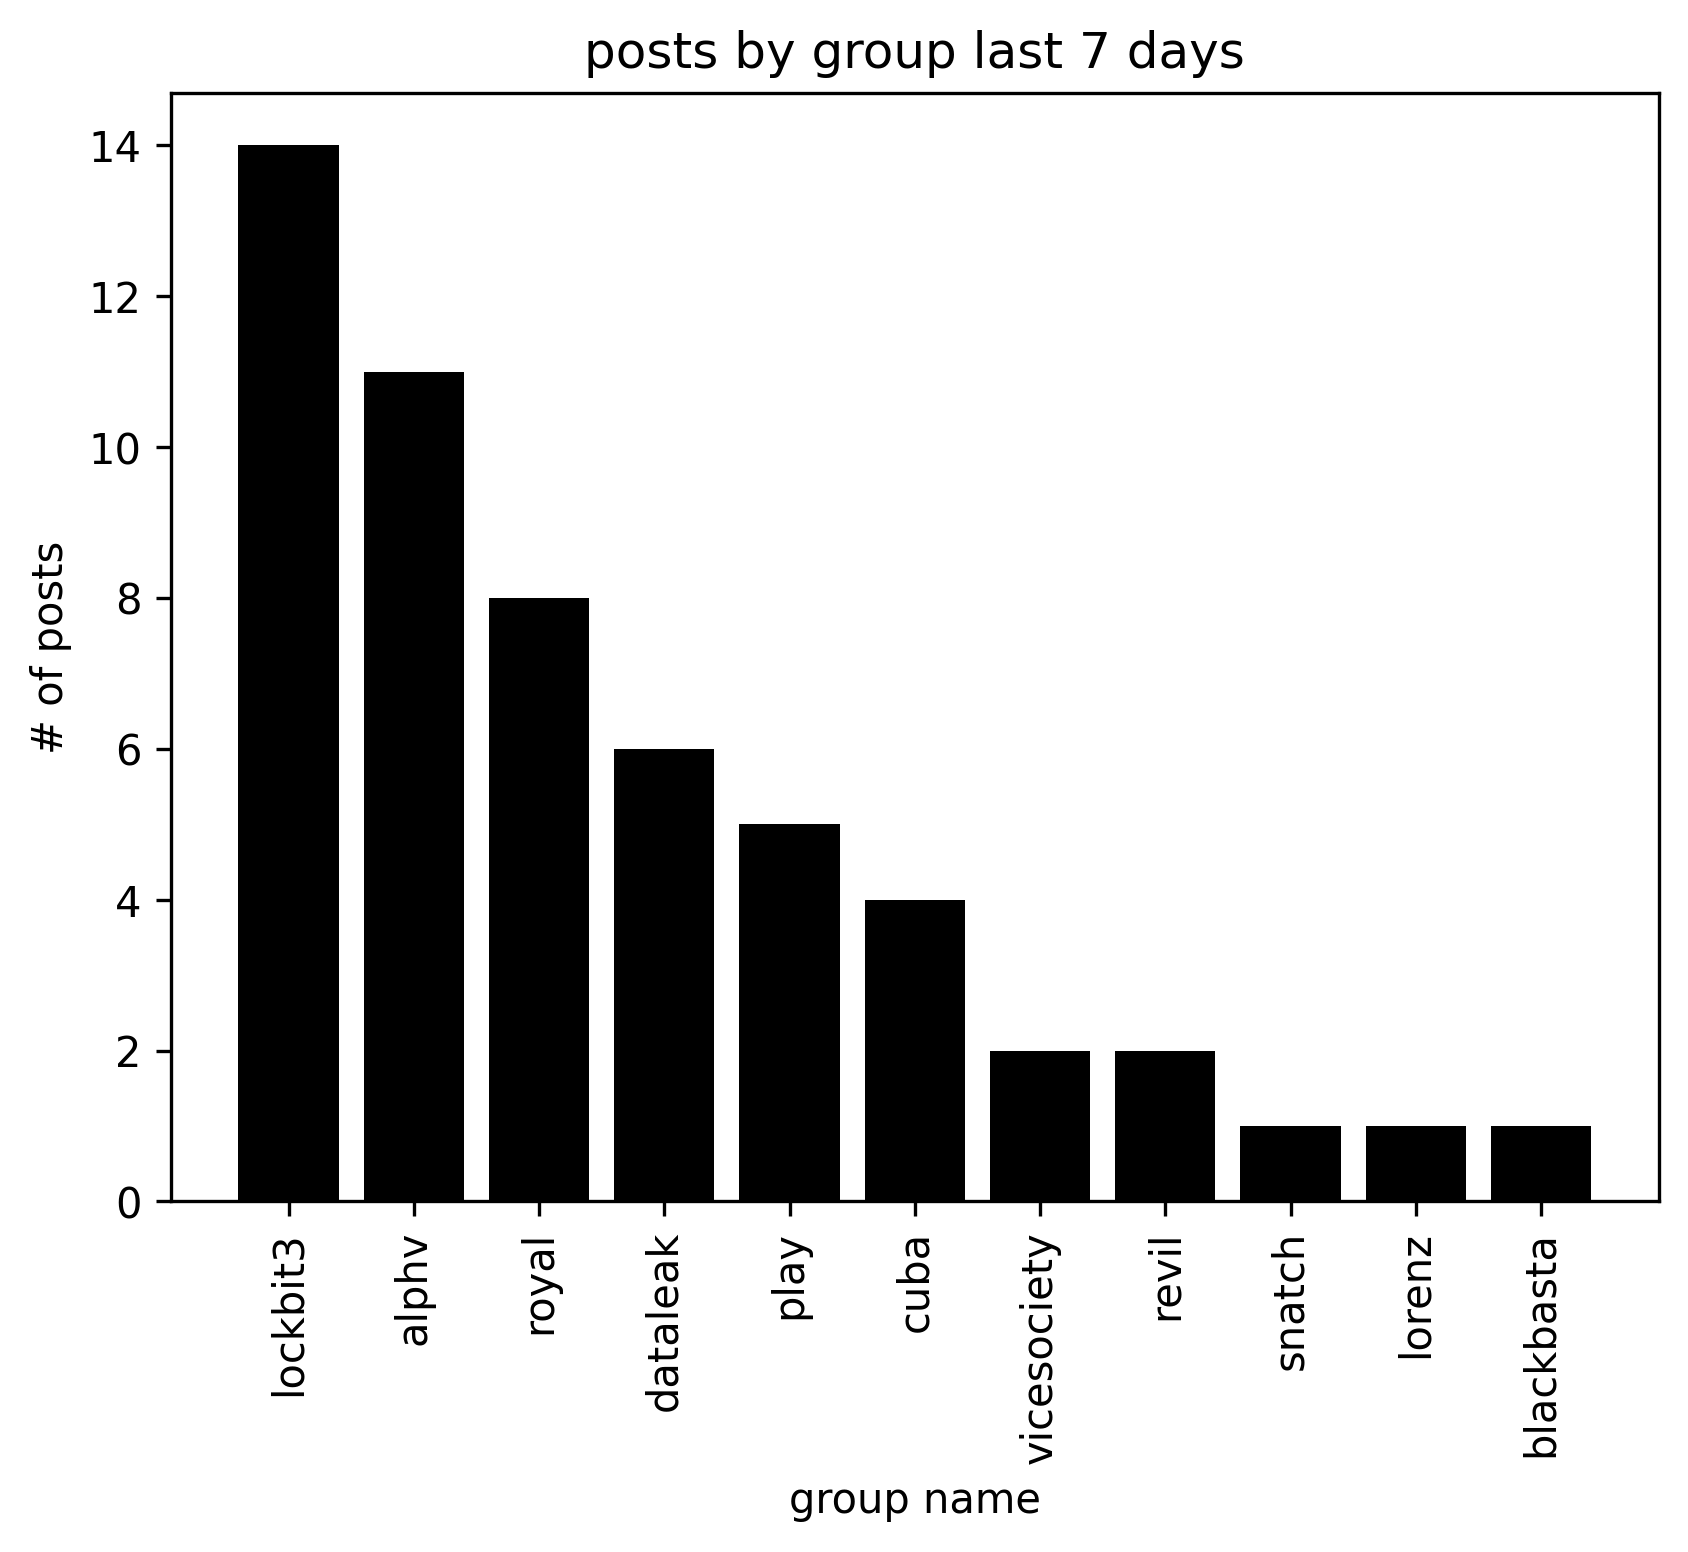 posts by group last 7 days
14
12
10
8
6
4
2
0
# of posts
lockbit3
alphv
royal
dataleak
play
cuba
vicesociety
revil
snatch
lorenz
blackbasta
group name